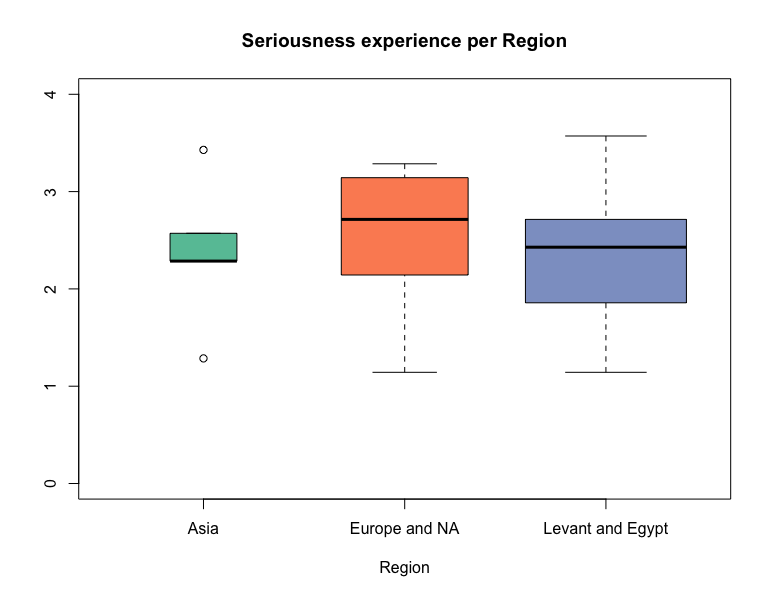 Seriousness experience per Region
4
3
2
1
0
Asia
Europe and NA
Levant and Egypt
Region